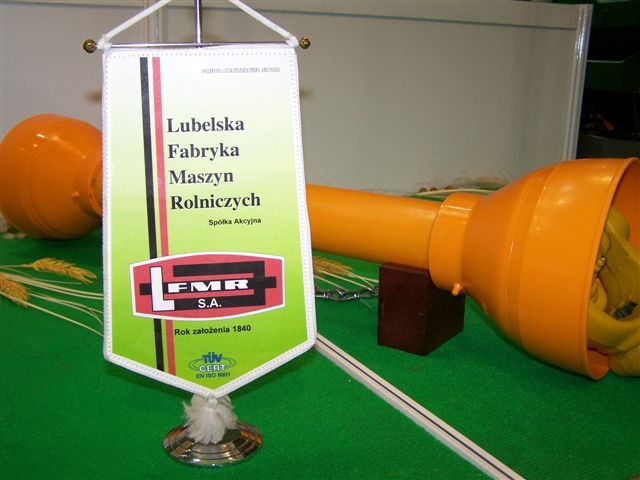 Lubelska
Fabryka
Maszyn
Rolniczych
Spółka Akcyjna
LFMR
S.A.
Rok założenia 1840
TÜV
CERT
EN ISO 9001